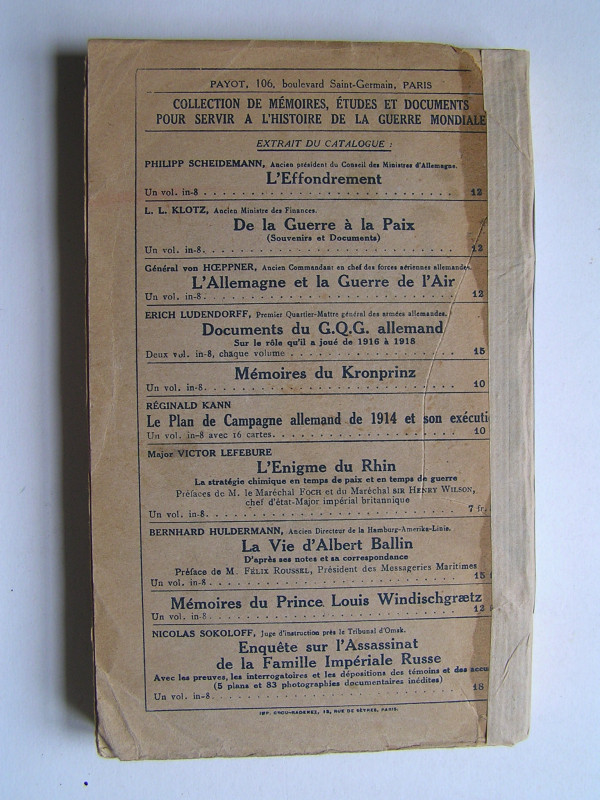 PAYOT, 106, boulevard Saint-Germain, PARIS
COLLECTION DE MÉMOIRES, ÉTUDES ET DOCUMENTS
POUR SERVIR A L'HISTOIRE DE LA GUERRE MONDIALE
EXTRAIT DU CATALOGUE :
PHILIPP SCHEIDEMANN, Ancien président du Conseil des Ministres d'Allemagne.
L'Effondrement
Un vol. in-8 . . . . . . . . . . . . . . . . . . . . 12
L. L. KLOTZ, Ancien Ministre des Finances.
De la Guerre à la Paix
(Souvenirs et Documents)
Un vol. in-8. . . . . . . . . . . . . . . . . . . . 12
Général von HŒPPNER, Ancien Commandant en chef des forces aériennes allemandes.
L'Allemagne et la Guerre de l'Air
Un vol. in-8. . . . . . . . . . . . . . . . . . . . 12
ERICH LUDENDORFF, Premier Quartier-Maître général des armées allemandes.
Documents du G.Q.G. allemand
Sur le rôle qu'il a joué de 1916 à 1918
Deux vol. in-8, chaque volume . . . . . . . . . . . . . . 15
Mémoires du Kronprinz
Un vol. in-8. . . . . . . . . . . . . . . . . . . . 10
RÉGINALD KANN
Le Plan de Campagne allemand de 1914 et son exécuti
Un vol. in-8 avec 16 cartes. . . . . . . . . . . . . . . 10
Major VICTOR LEFEBURE
L'Enigme du Rhin
La stratégie chimique en temps de paix et en temps de guerre
Préfaces de M. le Maréchal FOCH et du Maréchal SIR HENRY WILSON,
chef d'état-Major impérial britannique
Un vol. in-8. . . . . . . . . . . . . . . . . . . . 7 fr.
BERNHARD HULDERMANN, Ancien Directeur de la Hamburg-Amerika-Linie.
La Vie d'Albert Ballin
D'après ses notes et sa correspondance
Préface de M. FÉLIX ROUSSEL, Président des Messageries Maritimes
Un vol. in-8. . . . . . . . . . . . . . . . . . . . 15
Mémoires du Prince Louis Windischgrætz
Un vol. in-8. . . . . . . . . . . . . . . . . . . . 12
NICOLAS SOKOLOFF, Juge d'instruction près le Tribunal d'Omsk.
Enquête sur l'Assassinat
de la Famille Impériale Russe
Avec les preuves, les interrogatoires et les dépositions des témoins et des accu
(5 plans et 83 photographies documentaires inédites)
Un vol. in-8. . . . . . . . . . . . . . . . . . . . 18
IMP. CROU-RADENEZ, RUE DE SÈVRES, PARIS.